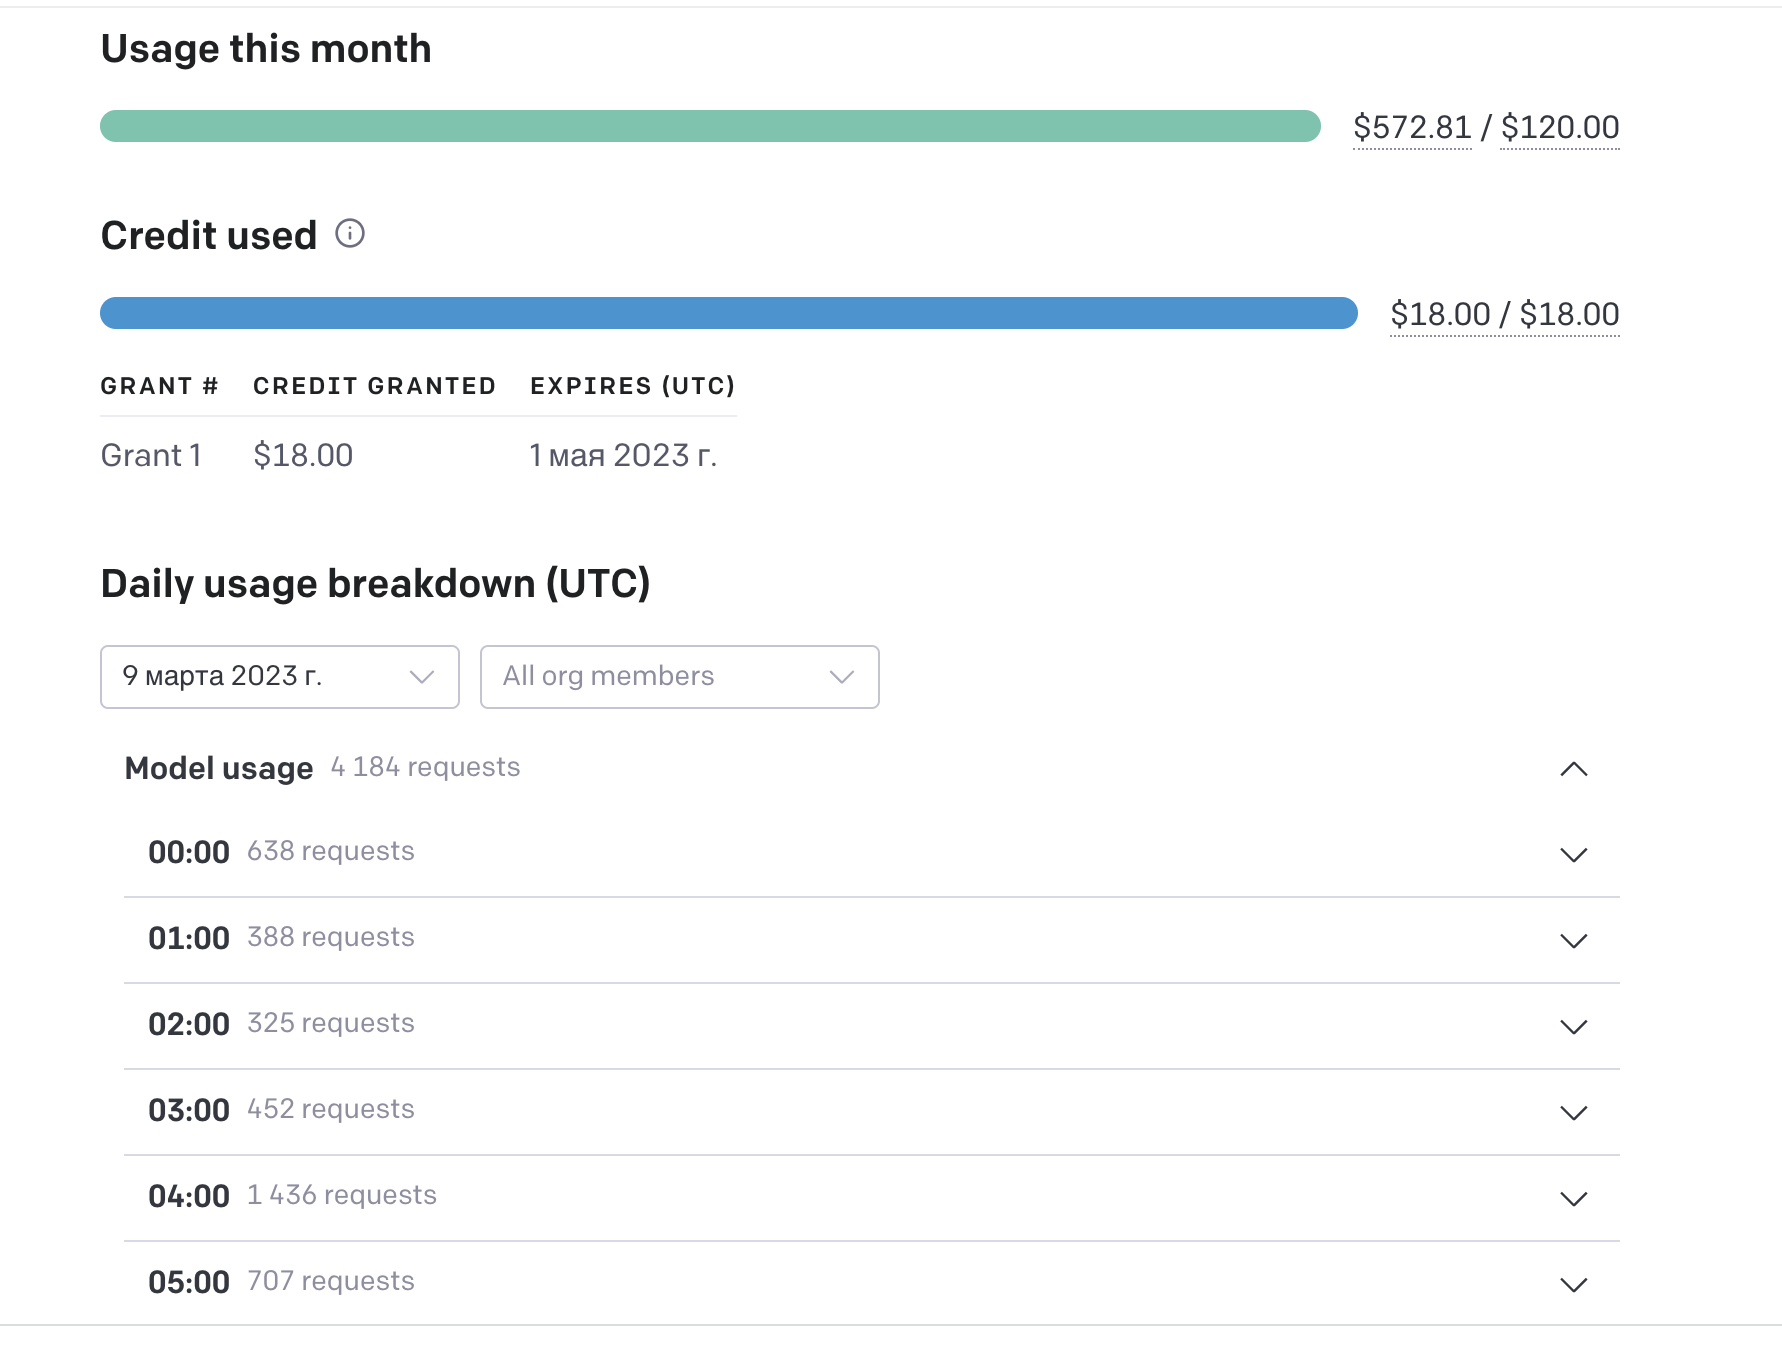 Usage this month
$572.81 / $120.00
Credit used
$18.00 / $18.00
GRANT # CREDIT GRANTED EXPIRES (UTC)
Grant 1 $18.00 1 мая 2023 г.
Daily usage breakdown (UTC)
9 марта 2023 г. All org members
Model usage 4 184 requests
00:00 638 requests
01:00 388 requests
02:00 325 requests
03:00 452 requests
04:00 1 436 requests
05:00 707 requests